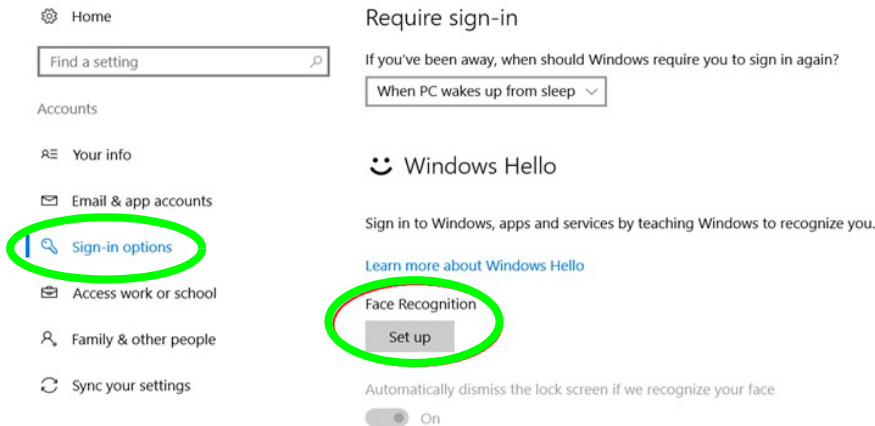 Home
Find a setting
Accounts
Your info
Email & app accounts
Sign-in options
Access work or school
Family & other people
Sync your settings
Require sign-in
If you've been away, when should Windows require you to sign in again?
When PC wakes up from sleep
Windows Hello
Sign in to Windows, apps and services by teaching Windows to recognize you.
Learn more about Windows Hello
Face Recognition
Set up
Automatically dismiss the lock screen if we recognize your face
On